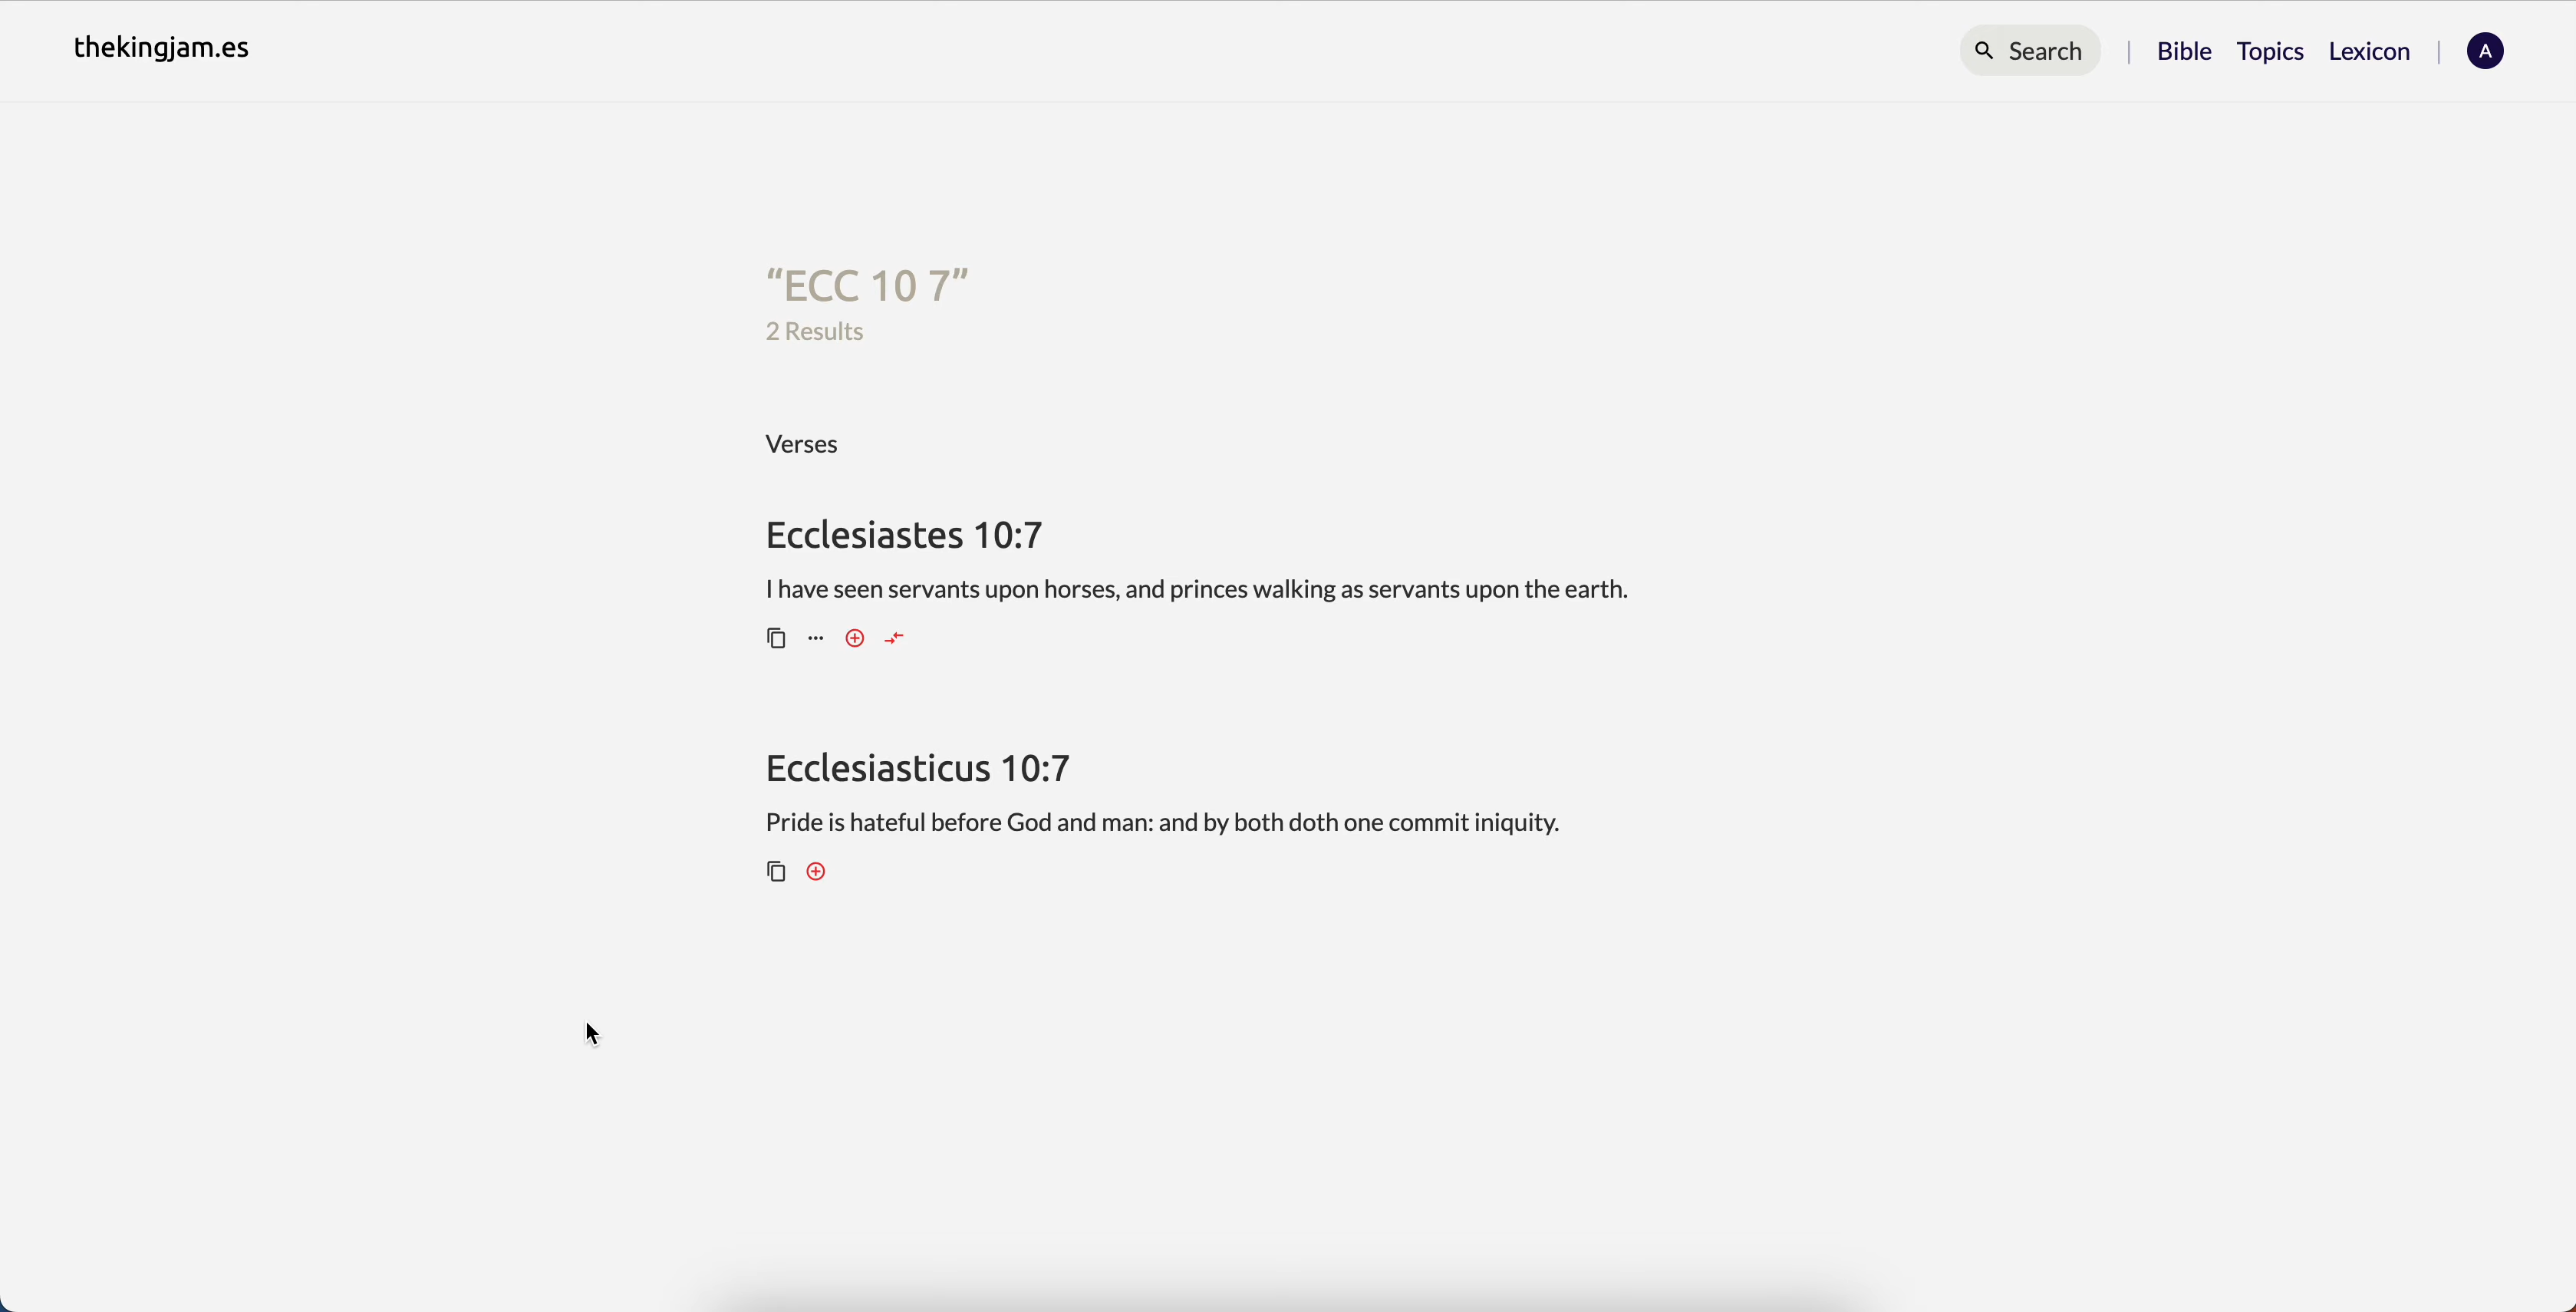 thekingjam.es
Search | Bible Topics Lexicon | A
“ECC 10 7”
2 Results
Verses
Ecclesiastes 10:7
I have seen servants upon horses, and princes walking as servants upon the earth.
Ecclesiasticus 10:7
Pride is hateful before God and man: and by both doth one commit iniquity.